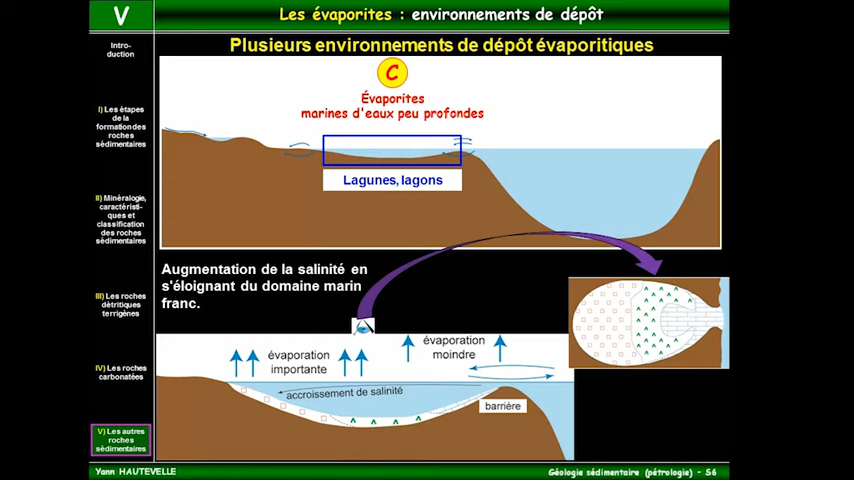 V
Les évaporites : environnements de dépôt
Plusieurs environnements de dépôt évaporitiques
Intro-
duction
I) Les étapes
de la
formation des
roches
sédimentaires
II) Minéralogie,
caractéristi-
ques et
classification
des roches
sédimentaires
III) Les roches
détritiques
terrigènes
IV) Les roches
carbonatées
V) Les autres
roches
sédimentaires
C
Évaporites
marines d'eaux peu profondes
Lagunes, lagons
Augmentation de la salinité en
s'éloignant du domaine marin
franc.
évaporation
importante
évaporation
moindre
accroissement de salinité
barrière
Yann HAUTEVELLE
Géologie sédimentaire (pétrologie) - 56